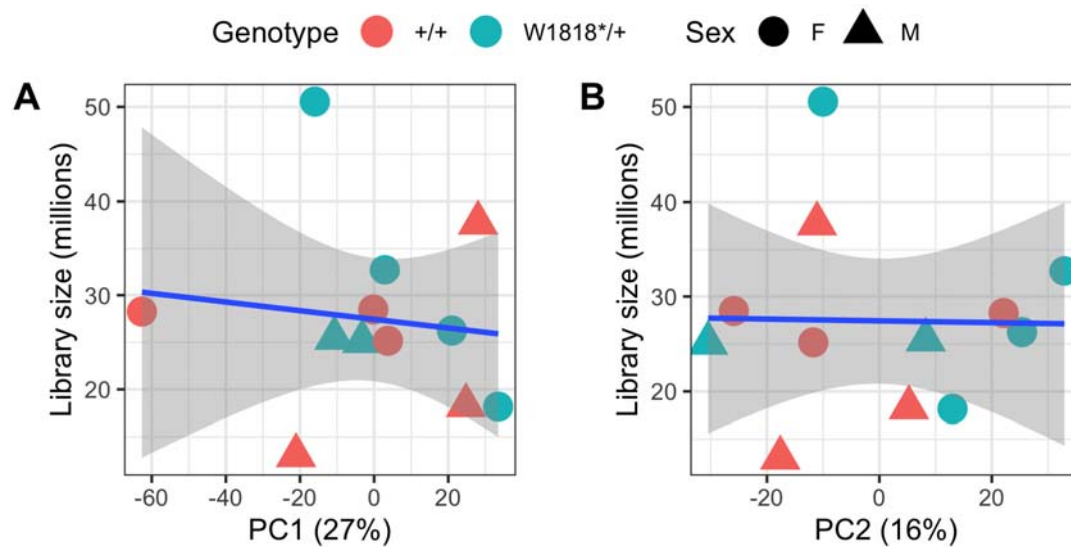 Genotype +/+ W1818*/+ Sex F M
A B
50 50
40 40
30 30
20 20
Library size (millions) Library size (millions)
-60 -40 -20 0 20 -20 0 20
PC1 (27%) PC2 (16%)